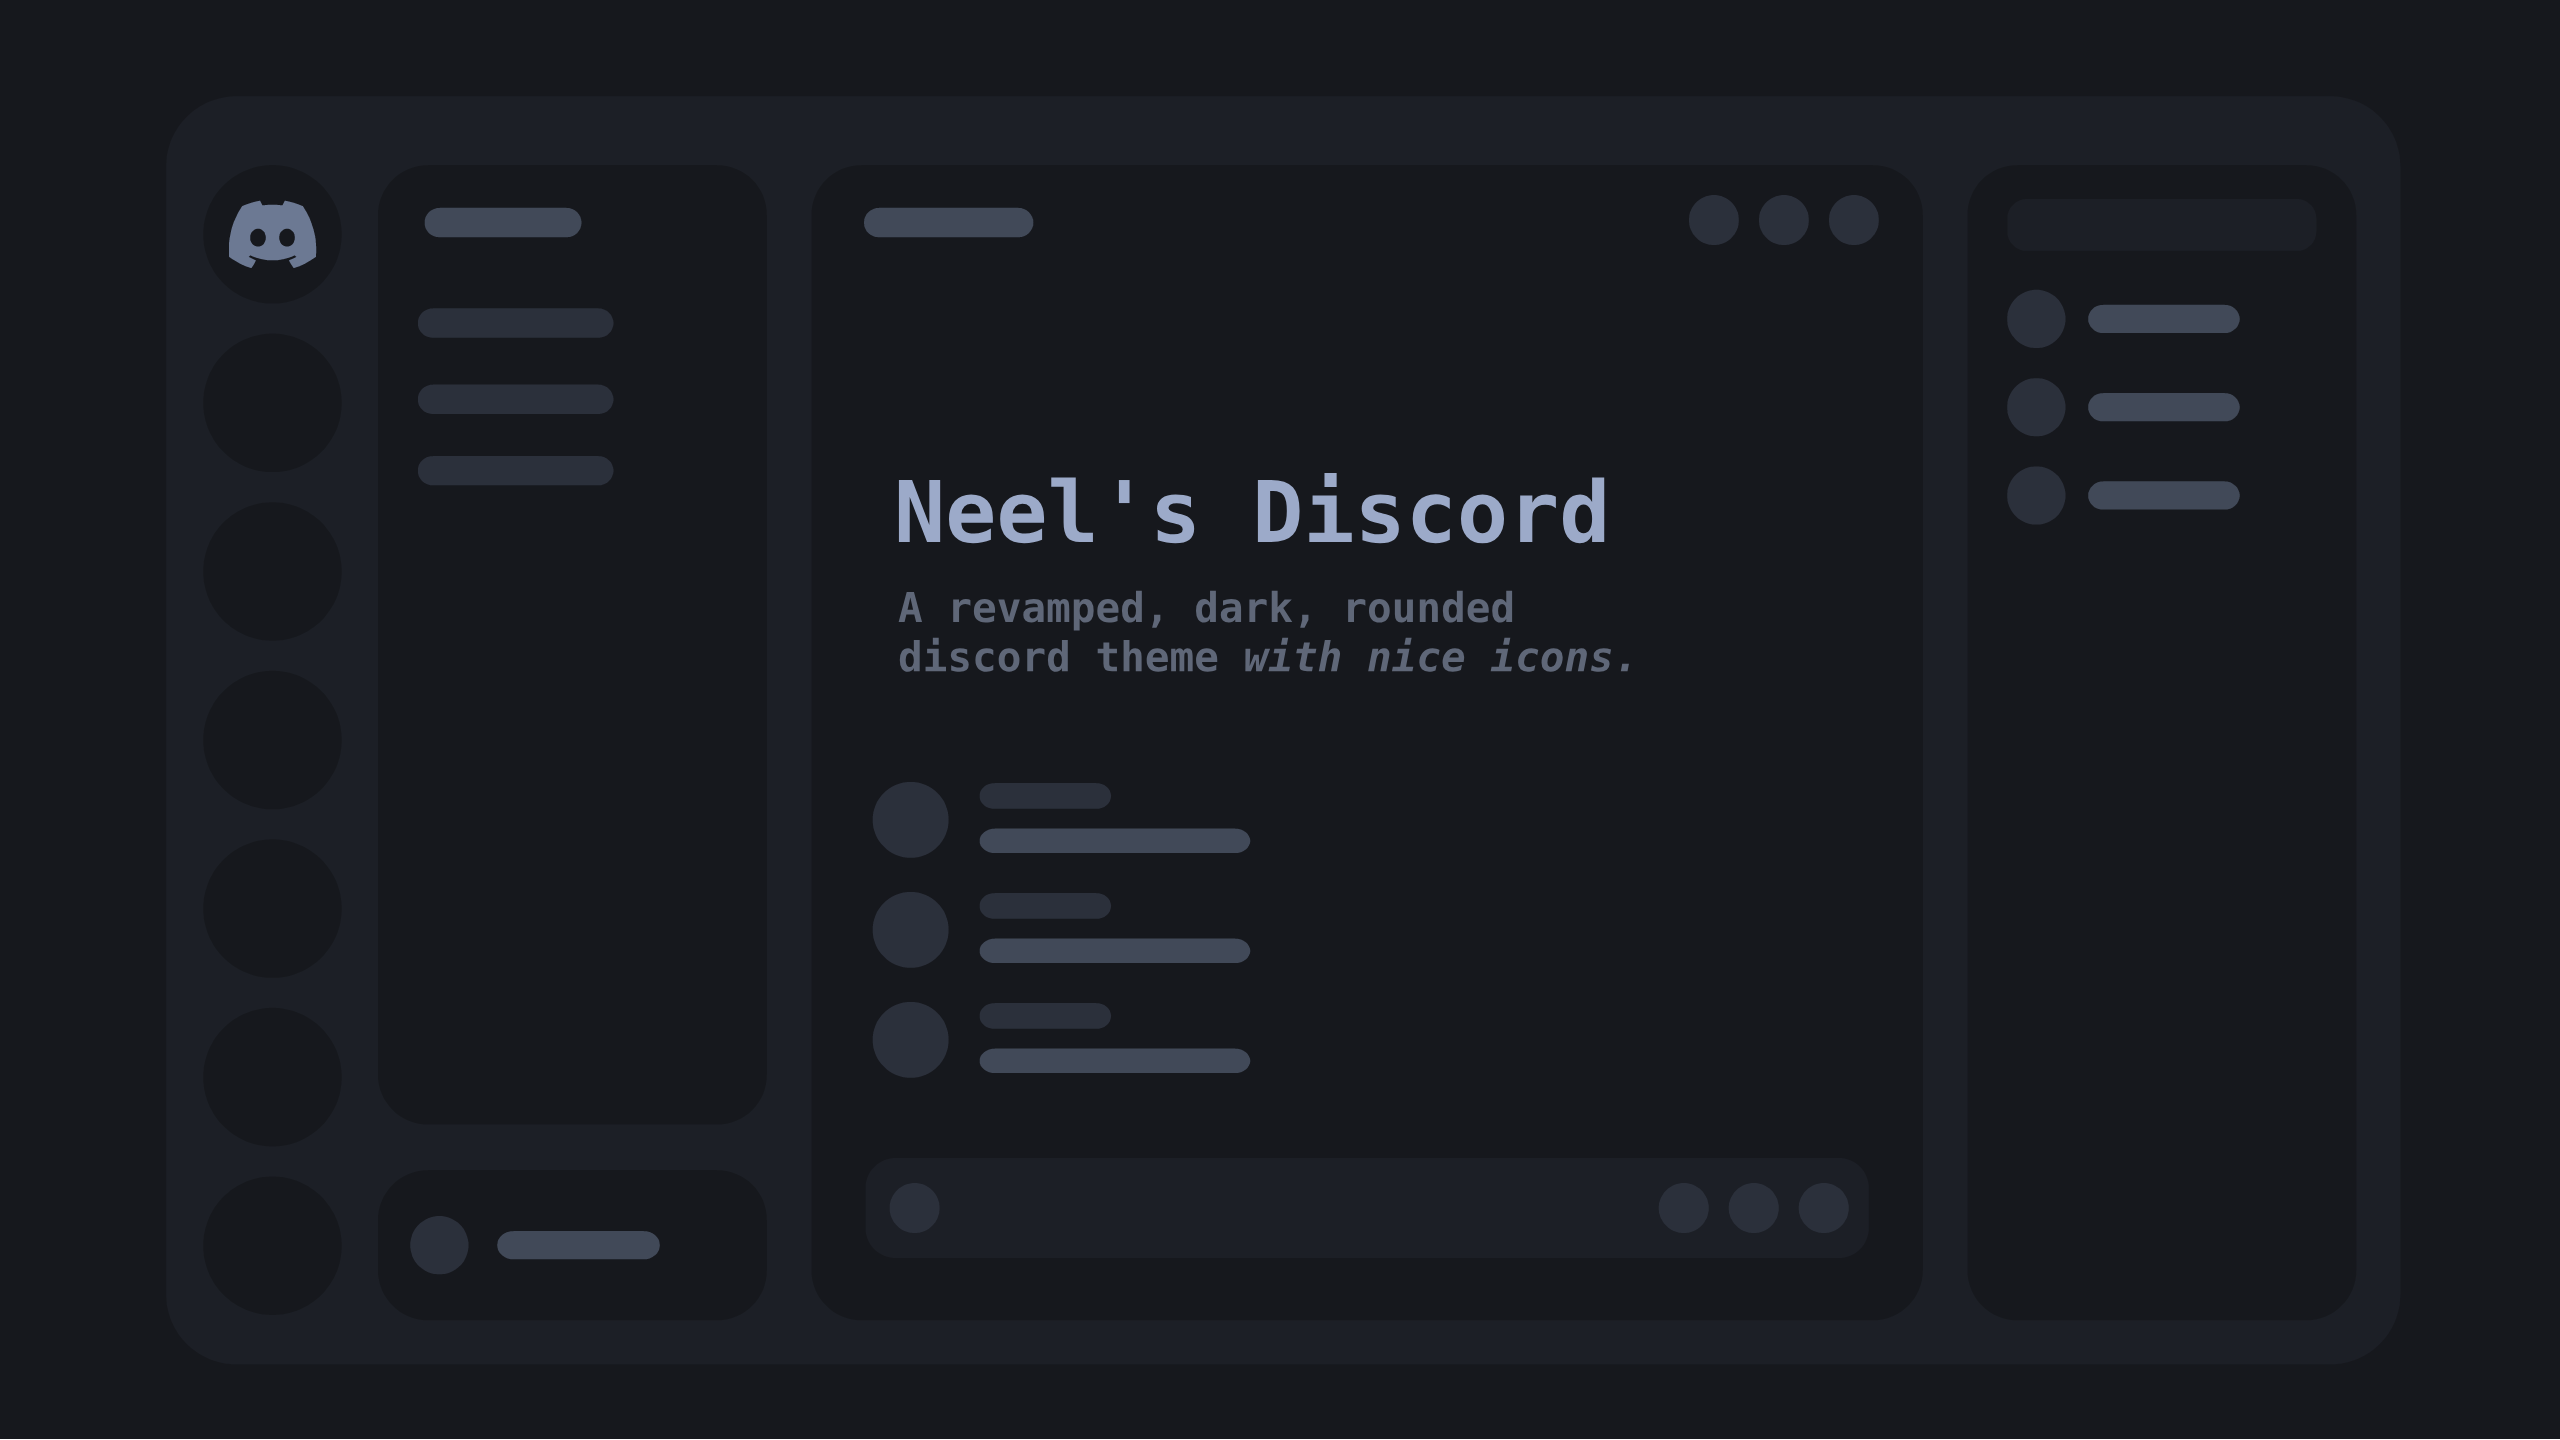 Neel's Discord
A revamped, dark, rounded
discord theme with nice icons.